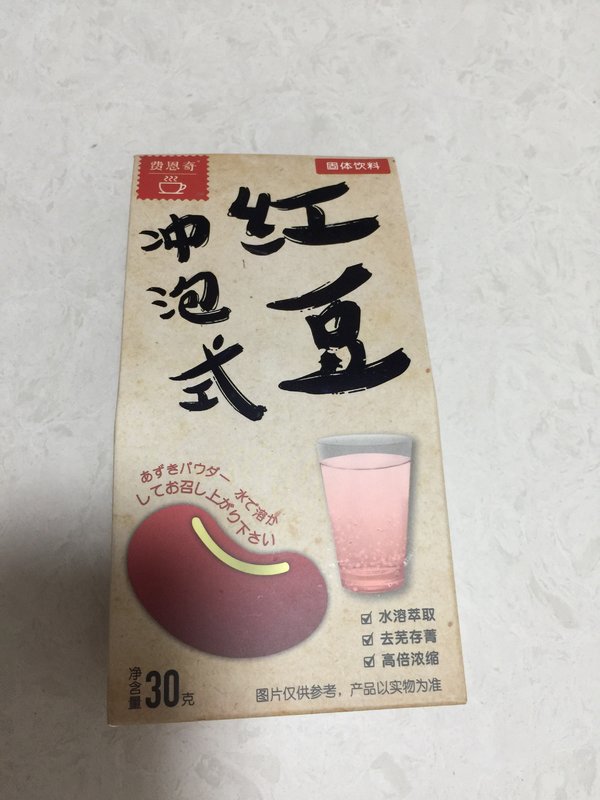 费恩奇
固体饮料
红豆
冲泡式
あずきパウダー 水で溶か
してお召し上がり下さい
水溶萃取
去芜存菁
高倍浓缩
净含量30克
图片仅供参考，产品以实物为准